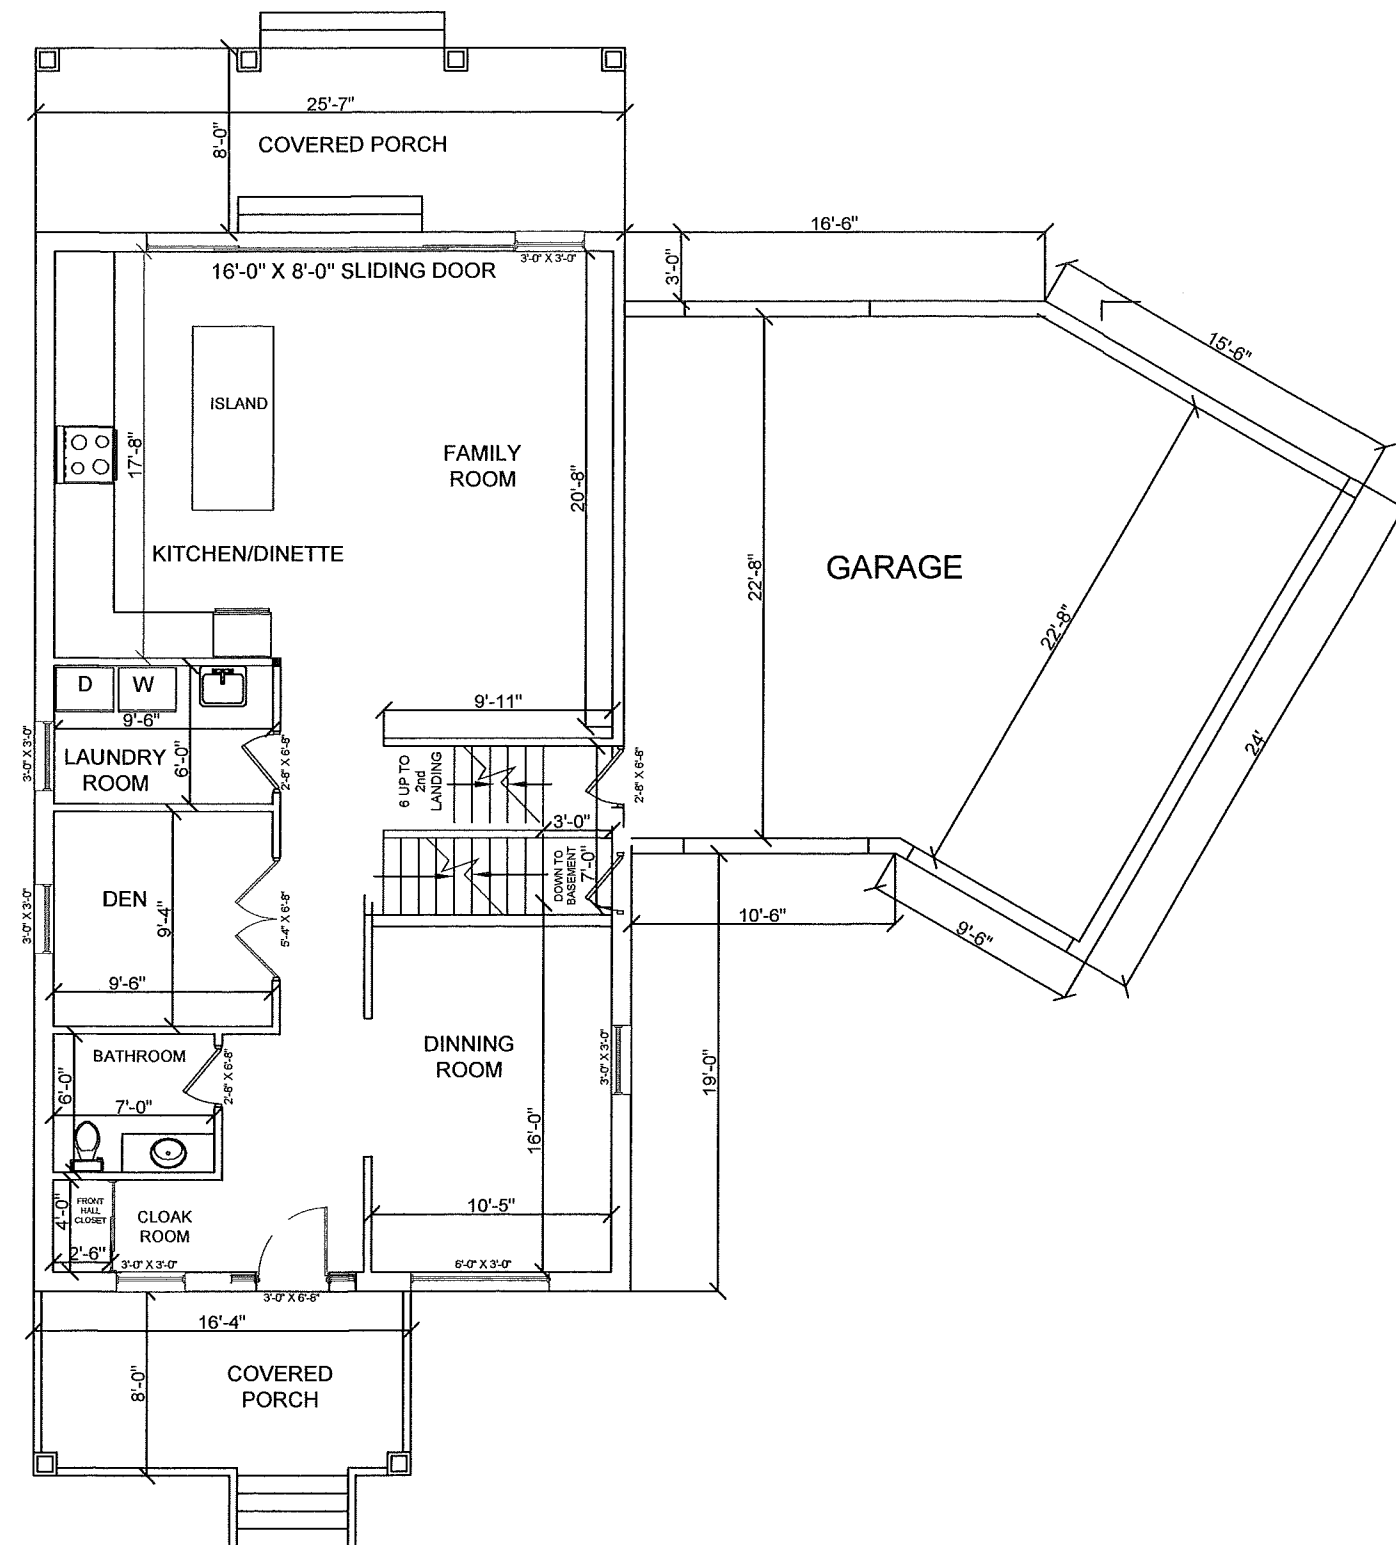 25'-7"
8'-0"
COVERED PORCH
16'-6"
3'-0"
16'-0" X 8'-0" SLIDING DOOR
3'-0" X 3'-0"
15'-6"
ISLAND
17'-8"
FAMILY
ROOM
20'-8"
KITCHEN/DINETTE
22'-8"
GARAGE
22'-8"
24'
D
W
9'-6"
9'-11"
3'-0" X 3'-0"
LAUNDRY
ROOM
6'-0"
2'-8" X 6'-8"
6 UP TO
2nd
LANDING
2'-8" X 6'-8"
3'-0"
DOWN TO
BASEMENT
7'-0"
3'-0" X 3'-0"
DEN
9'-4"
5'-4" X 6'-8"
10'-6"
9'-6"
9'-6"
BATHROOM
6'-0"
2'-6" X 6'-8"
7'-0"
DINNING
ROOM
3'-0" X 3'-0"
19'-0"
16'-0"
4'-0"
FRONT
HALL
CLOSET
CLOAK
ROOM
10'-5"
2'-6"
3'-0" X 3'-0"
6'-0" X 3'-0"
3'-0" X 6'-8"
16'-4"
COVERED
PORCH
8'-0"